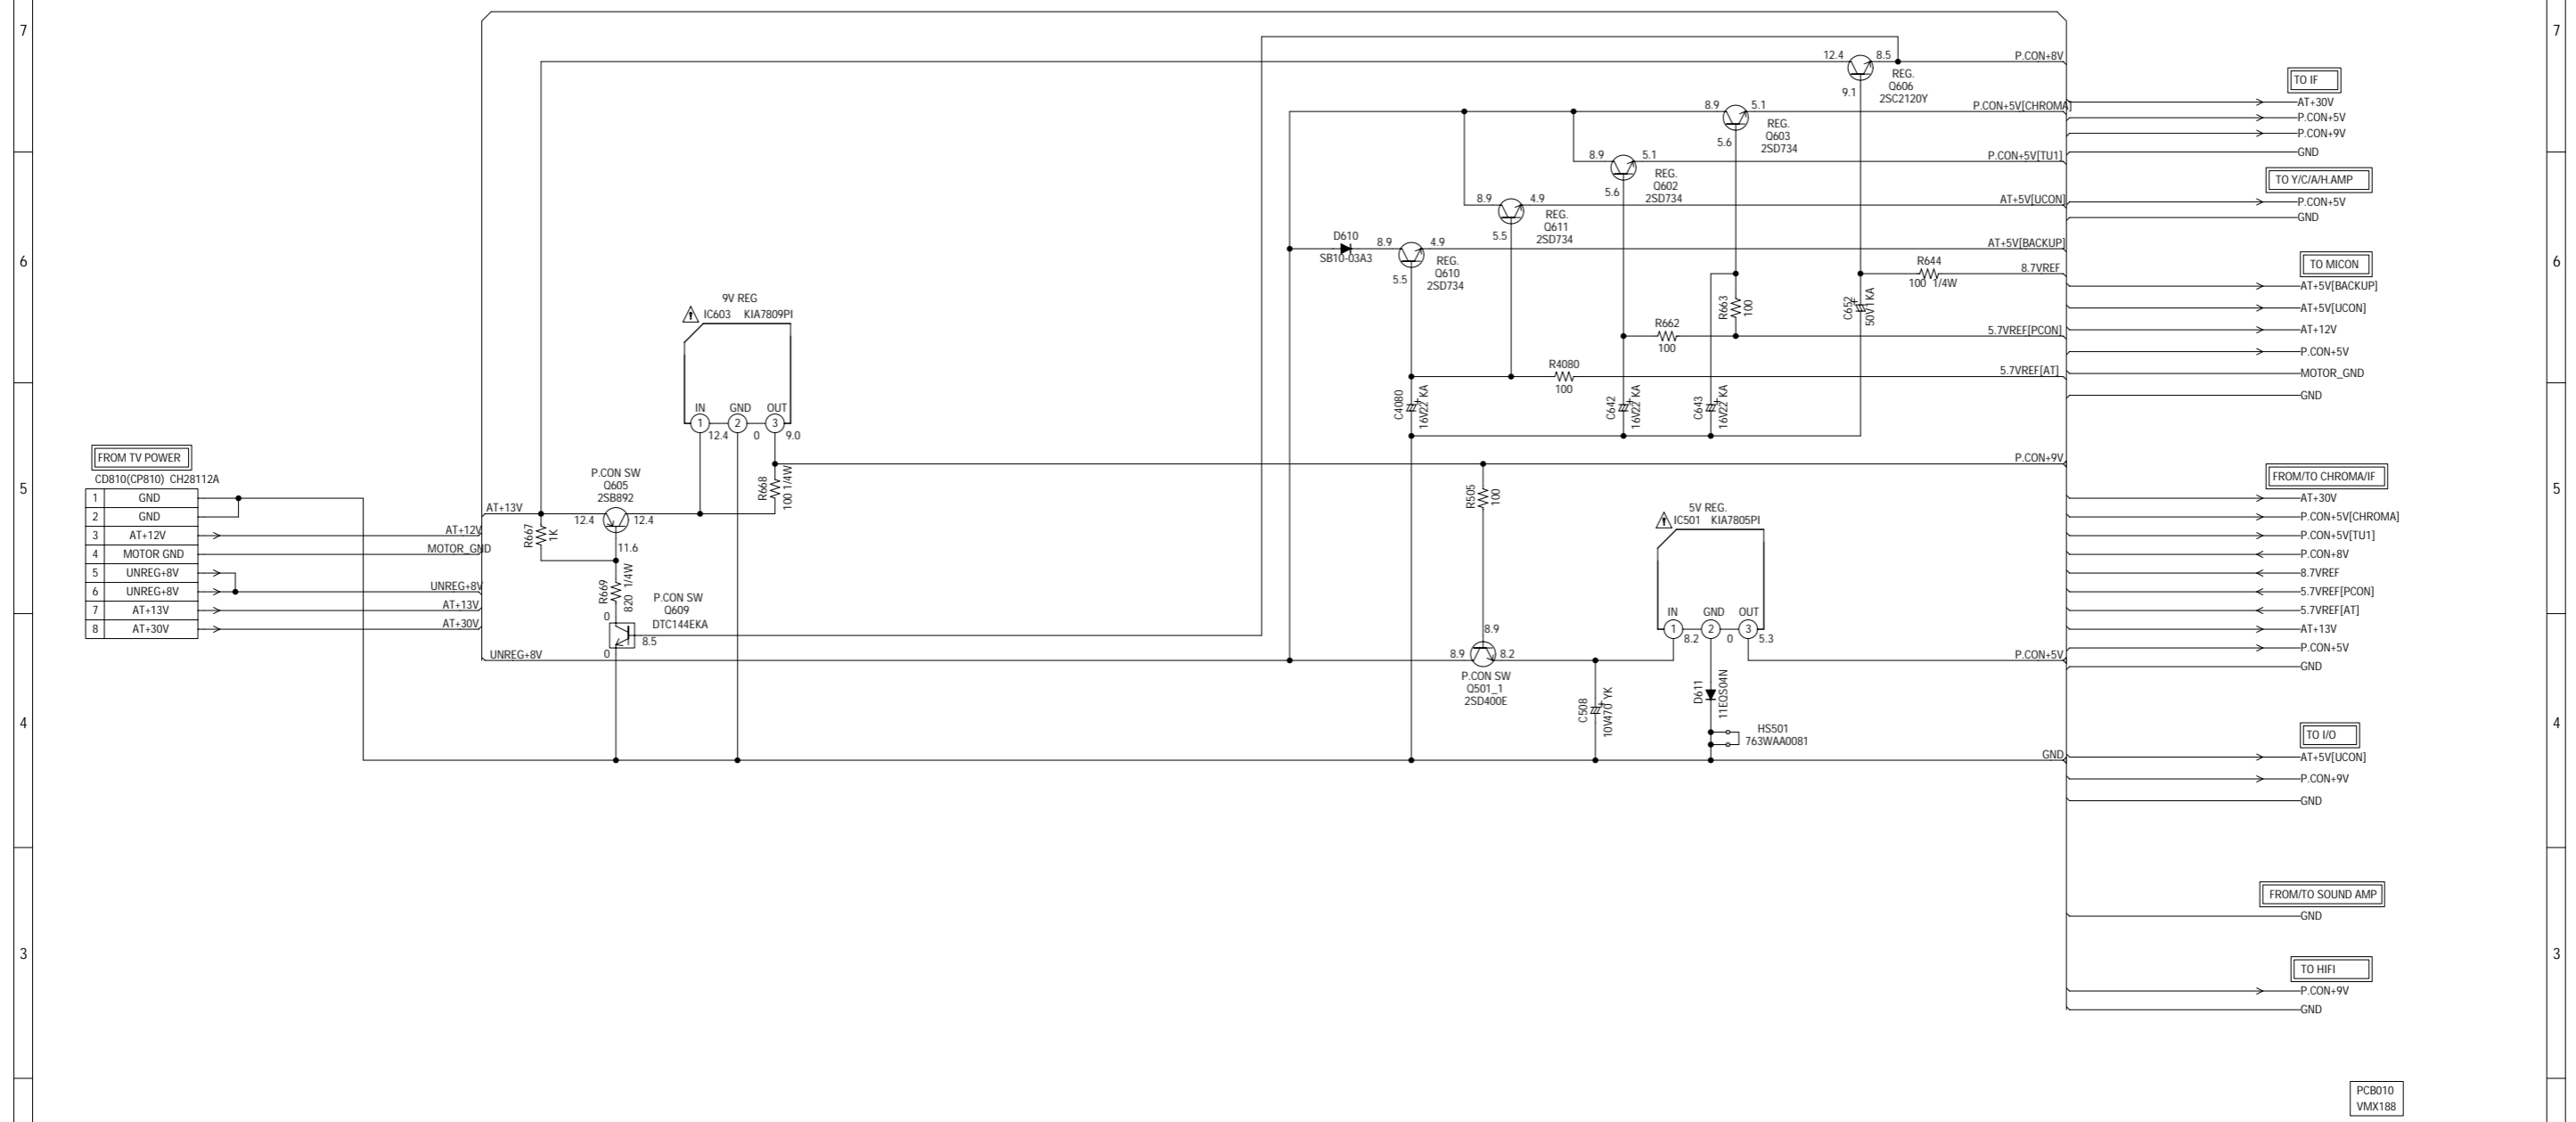 7
7
6
6
5
5
4
4
3
3
FROM TV POWER
CD810(CP810) CH28112A
1 GND
2 GND
3 AT+12V
4 MOTOR GND
5 UNREG+8V
6 UNREG+8V
7 AT+13V
8 AT+30V
AT+12V
MOTOR_GND
UNREG+8V
AT+13V
AT+30V
AT+13V
UNREG+8V
R667
1K
P.CON SW
Q605
2SB892
12.4
12.4
11.6
R669
820 1/4W
P.CON SW
Q609
DTC144EKA
0
8.5
0
9V REG
IC603 KIA7809PI
IN GND OUT
1 2 3
12.4 0 9.0
R668
100 1/4W
D610
SB10-03A3
8.9 4.9
REG.
Q610
2SD734
5.5
8.9 4.9
REG.
Q611
2SD734
5.5
8.9 5.1
REG.
Q602
2SD734
5.6
8.9 5.1
REG.
Q603
2SD734
5.6
12.4 8.5
REG.
Q606
2SC2120Y
9.1
R644
100 1/4W
C652
50V1 KA
R663
100
R662
100
R4080
100
C4080
16V22 KA
C642
16V22 KA
C643
16V22 KA
R505
100
8.9
8.9 8.2
P.CON SW
Q501_1
2SD400E
C508
10V470 YK
5V REG.
IC501 KIA7805PI
IN GND OUT
1 2 3
8.2 0 5.3
D611
11EQS04N
HS501
763WAA0081
P.CON+8V
P.CON+5V[CHROMA]
P.CON+5V[TU1]
AT+5V[UCON]
AT+5V[BACKUP]
8.7VREF
5.7VREF[PCON]
5.7VREF[AT]
P.CON+9V
P.CON+5V
GND
TO IF
AT+30V
P.CON+5V
P.CON+9V
GND
TO Y/C/A/H.AMP
P.CON+5V
GND
TO MICON
AT+5V[BACKUP]
AT+5V[UCON]
AT+12V
P.CON+5V
MOTOR_GND
GND
FROM/TO CHROMA/IF
AT+30V
P.CON+5V[CHROMA]
P.CON+5V[TU1]
P.CON+8V
8.7VREF
5.7VREF[PCON]
5.7VREF[AT]
AT+13V
P.CON+5V
GND
TO I/O
AT+5V[UCON]
P.CON+9V
GND
FROM/TO SOUND AMP
GND
TO HIFI
P.CON+9V
GND
PCB010
VMX188